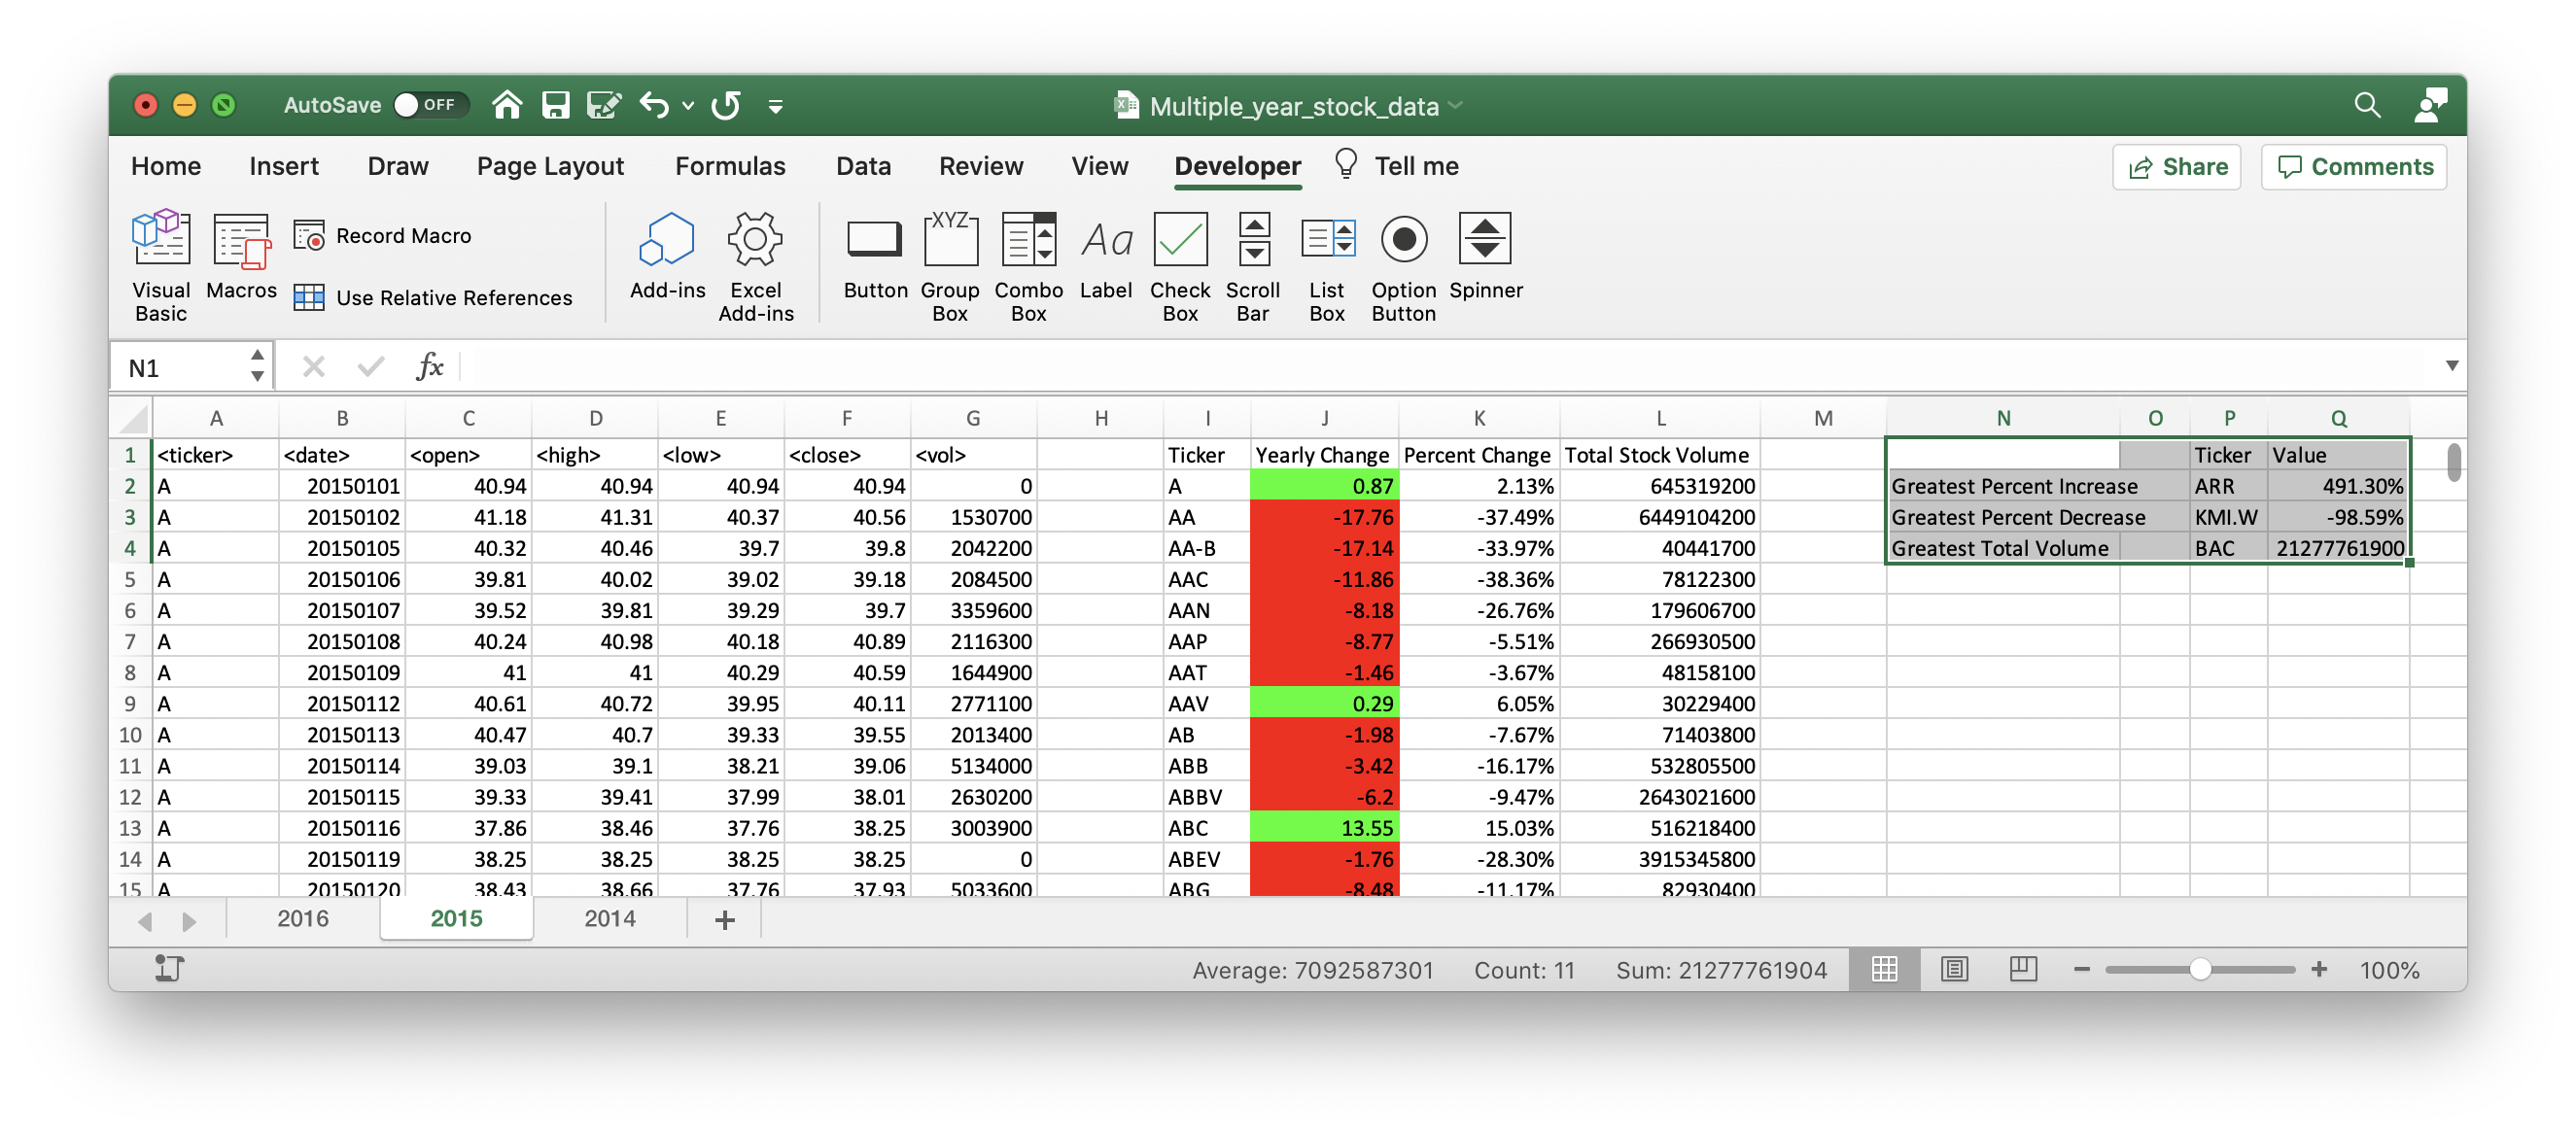 AutoSave OFF Multiple_year_stock_data
Home Insert Draw Page Layout Formulas Data Review View Developer Tell me Share Comments
Visual Basic Macros Record Macro Use Relative References Add-ins Excel Add-ins Button XYZ Group Box Combo Box Aa Label Check Box Scroll Bar List Box Option Button Spinner
N1 fx
A B C D E F G H I J K L M N O P Q
1 <ticker> <date> <open> <high> <low> <close> <vol> Ticker Yearly Change Percent Change Total Stock Volume Ticker Value
2 A 20150101 40.94 40.94 40.94 40.94 0 A 0.87 2.13% 645319200 Greatest Percent Increase ARR 491.30%
3 A 20150102 41.18 41.31 40.37 40.56 1530700 AA -17.76 -37.49% 6449104200 Greatest Percent Decrease KMI.W -98.59%
4 A 20150105 40.32 40.46 39.7 39.8 2042200 AA-B -17.14 -33.97% 40441700 Greatest Total Volume BAC 21277761900
5 A 20150106 39.81 40.02 39.02 39.18 2084500 AAC -11.86 -38.36% 78122300
6 A 20150107 39.52 39.81 39.29 39.7 3359600 AAN -8.18 -26.76% 179606700
7 A 20150108 40.24 40.98 40.18 40.89 2116300 AAP -8.77 -5.51% 266930500
8 A 20150109 41 41 40.29 40.59 1644900 AAT -1.46 -3.67% 48158100
9 A 20150112 40.61 40.72 39.95 40.11 2771100 AAV 0.29 6.05% 30229400
10 A 20150113 40.47 40.7 39.33 39.55 2013400 AB -1.98 -7.67% 71403800
11 A 20150114 39.03 39.1 38.21 39.06 5134000 ABB -3.42 -16.17% 532805500
12 A 20150115 39.33 39.41 37.99 38.01 2630200 ABBV -6.2 -9.47% 2643021600
13 A 20150116 37.86 38.46 37.76 38.25 3003900 ABC 13.55 15.03% 516218400
14 A 20150119 38.25 38.25 38.25 38.25 0 ABEV -1.76 -28.30% 3915345800
15 A 20150120 38.43 38.66 37.76 37.93 5033600 ABG -8.48 -11.17% 82930400
2016 2015 2014
Average: 7092587301 Count: 11 Sum: 21277761904 100%